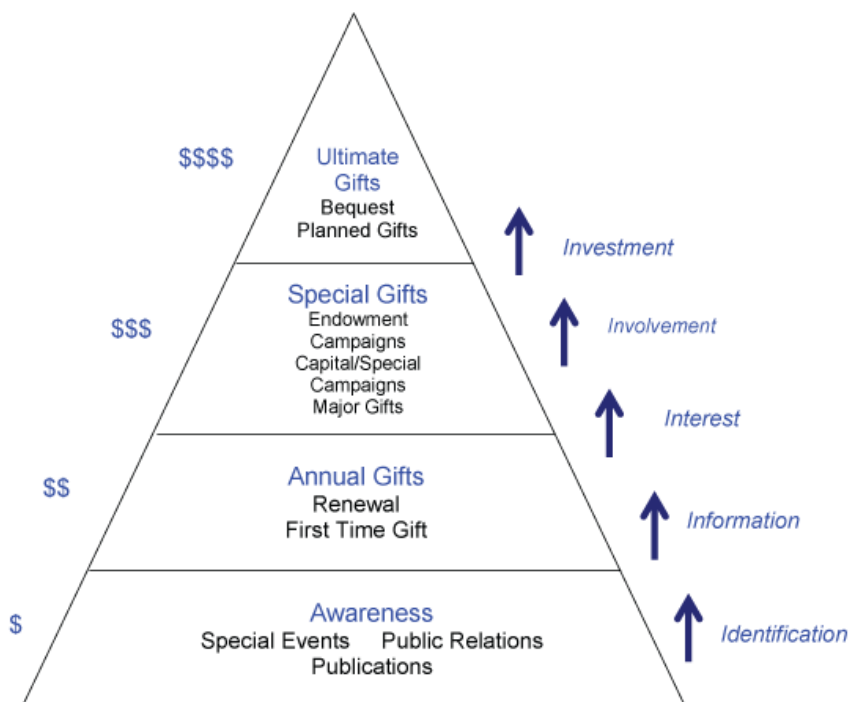 $$$$
Ultimate
Gifts
Bequest
Planned Gifts
Investment
$$$
Special Gifts
Endowment
Campaigns
Capital/Special
Campaigns
Major Gifts
Involvement
Interest
$$
Annual Gifts
Renewal
First Time Gift
Information
$
Awareness
Special Events Public Relations
Publications
Identification